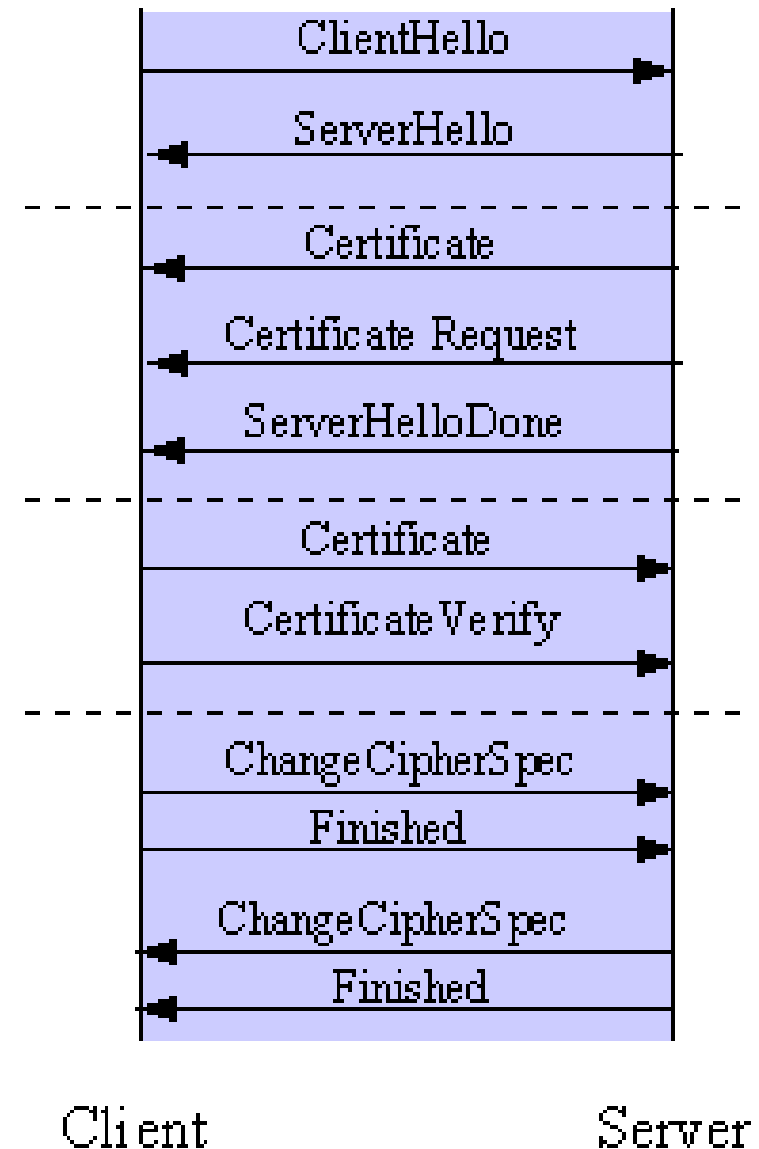 ClientHello
ServerHello
Certificate
Certificate Request
ServerHelloDone
Certificate
CertificateVerify
ChangeCipherSpec
Finished
ChangeCipherSpec
Finished
Client Server